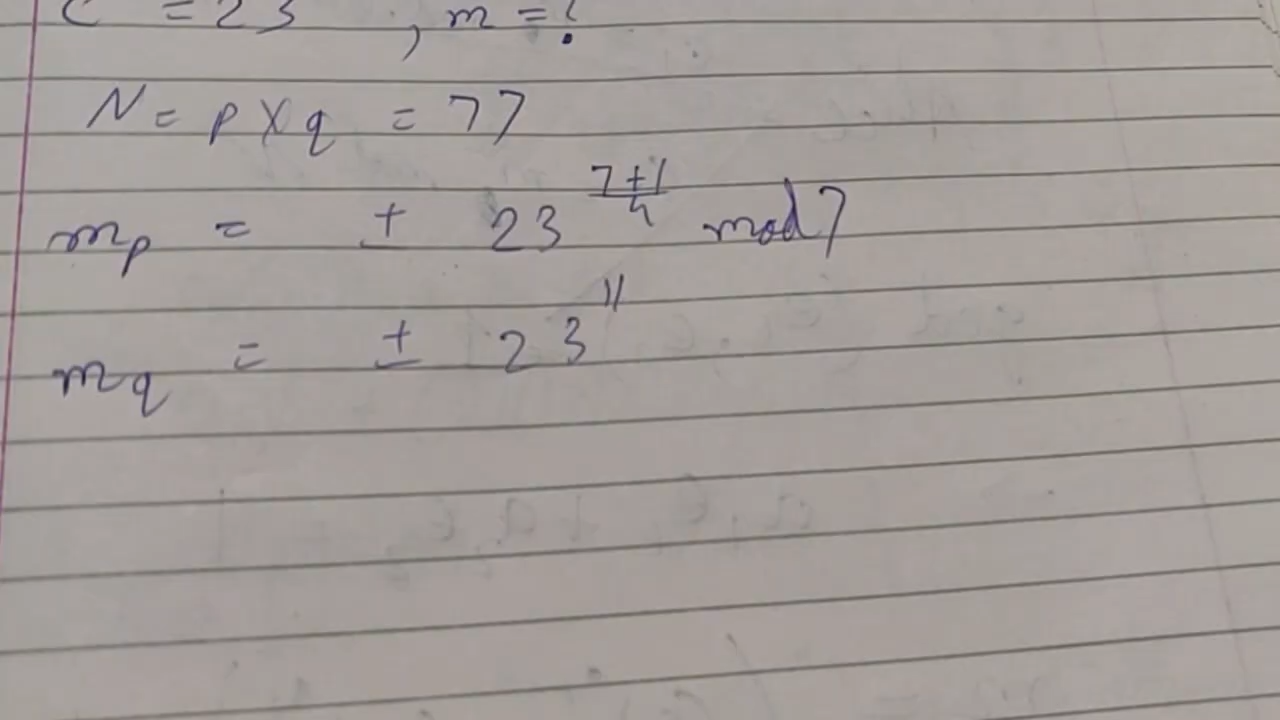 C = 23 , m = ?
N = p X q = 77
mp = ± 23^(7+1)/4 mod 7
mq = ± 23^11